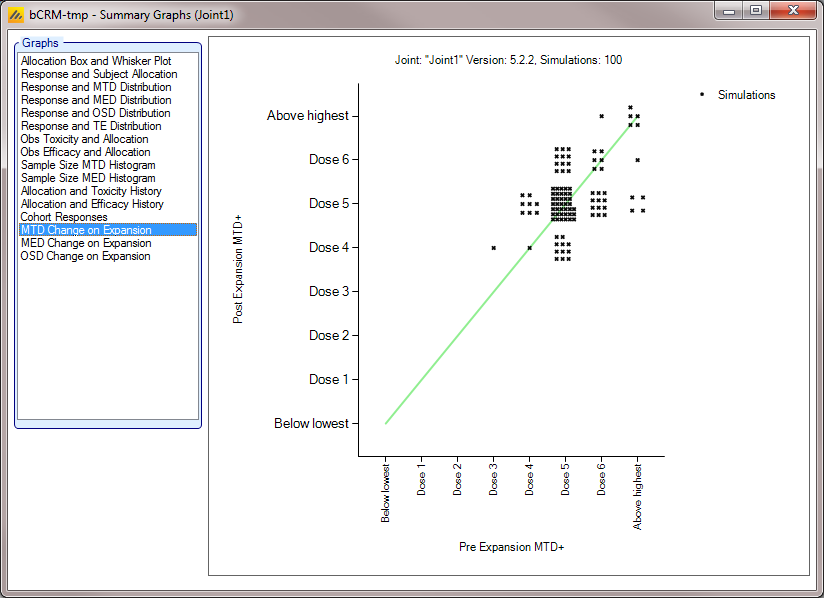 bCRM-tmp - Summary Graphs (Joint1)
Graphs
Allocation Box and Whisker Plot
Response and Subject Allocation
Response and MTD Distribution
Response and MED Distribution
Response and OSD Distribution
Response and TE Distribution
Obs Toxicity and Allocation
Obs Efficacy and Allocation
Sample Size MTD Histogram
Sample Size MED Histogram
Allocation and Toxicity History
Allocation and Efficacy History
Cohort Responses
MTD Change on Expansion
MED Change on Expansion
OSD Change on Expansion
Joint: "Joint1" Version: 5.2.2, Simulations: 100
Simulations
Post Expansion MTD+
Above highest
Dose 6
Dose 5
Dose 4
Dose 3
Dose 2
Dose 1
Below lowest
Below lowest
Dose 1
Dose 2
Dose 3
Dose 4
Dose 5
Dose 6
Above highest
Pre Expansion MTD+